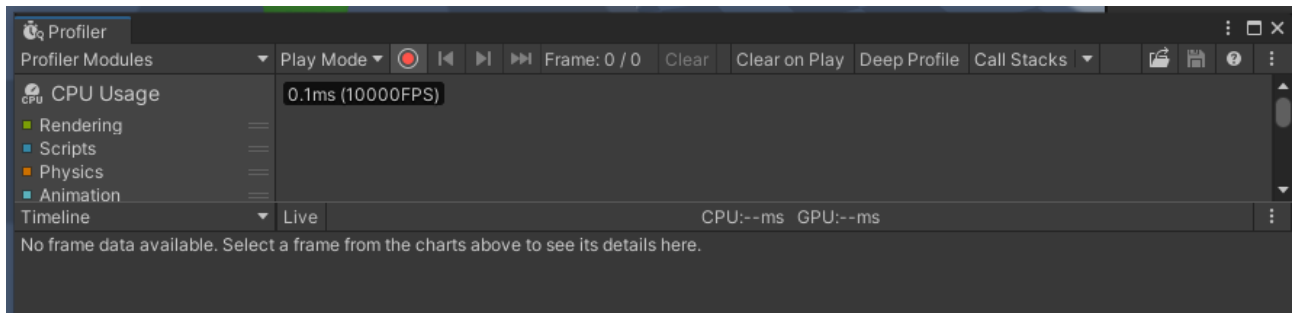 Profiler
Profiler Modules Play Mode Frame: 0 / 0 Clear Clear on Play Deep Profile Call Stacks
CPU CPU Usage 0.1ms (10000FPS)
Rendering
Scripts
Physics
Animation
Timeline Live CPU:--ms GPU:--ms
No frame data available. Select a frame from the charts above to see its details here.